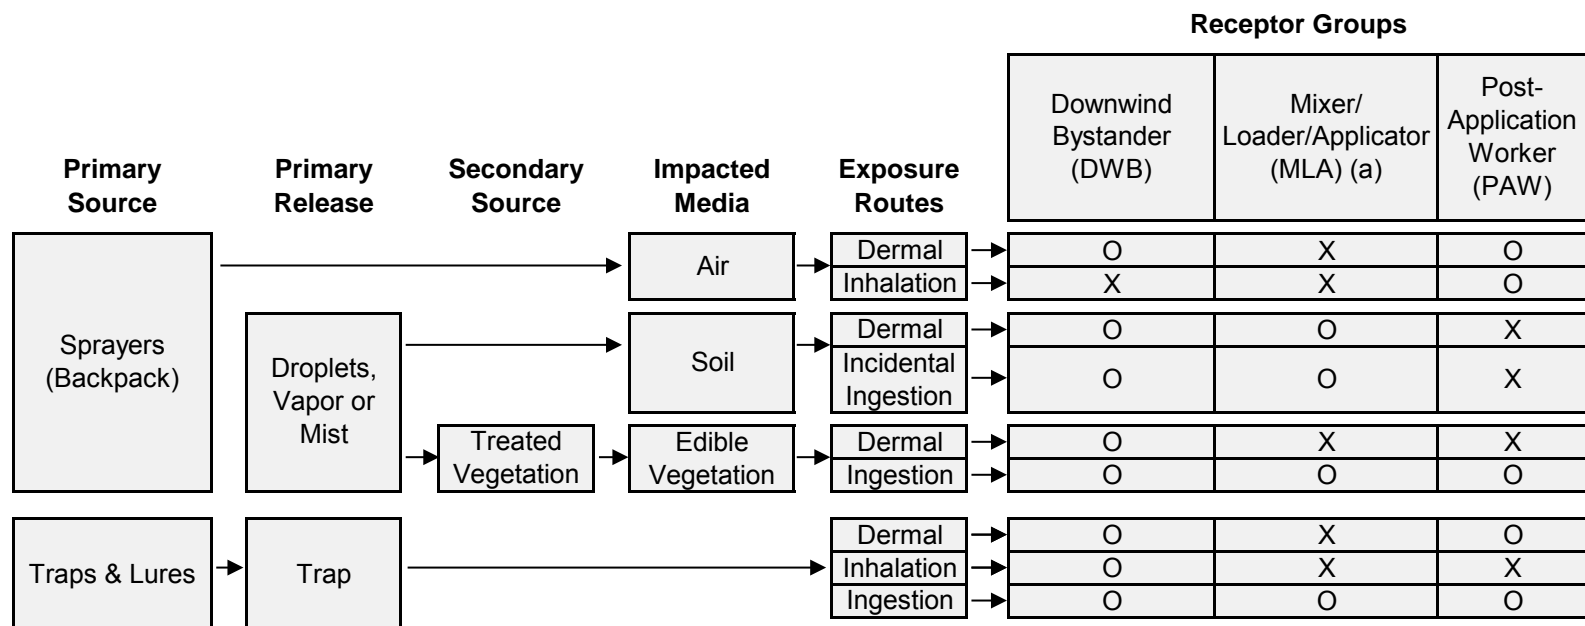 Receptor Groups
Primary
Source
Primary
Release
Secondary
Source
Impacted
Media
Exposure
Routes
Downwind
Bystander
(DWB)
Mixer/
Loader/Applicator
(MLA) (a)
Post-
Application
Worker
(PAW)
Sprayers
(Backpack)
Air
Dermal
O
X
O
Inhalation
X
X
O
Droplets,
Vapor or
Mist
Soil
Dermal
O
O
X
Incidental
Ingestion
O
O
X
Treated
Vegetation
Edible
Vegetation
Dermal
O
X
X
Ingestion
O
O
O
Traps & Lures
Trap
Dermal
O
X
O
Inhalation
O
X
X
Ingestion
O
O
O